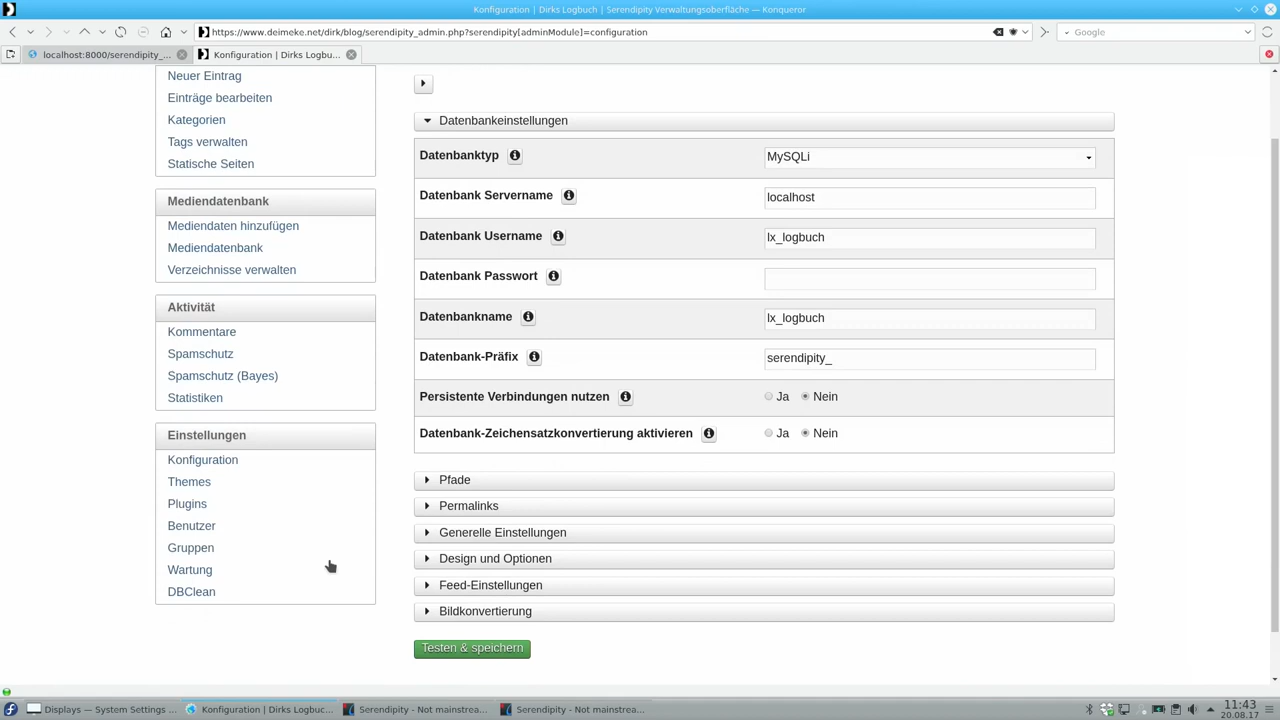 Konfiguration | Dirks Logbuch | Serendipity Verwaltungsoberfläche — Konqueror
https://www.deimeke.net/dirk/blog/serendipity_admin.php?serendipity[adminModule]=configuration
Google
localhost:8000/serendipity_...
Konfiguration | Dirks Logbu...
Neuer Eintrag
Einträge bearbeiten
Kategorien
Tags verwalten
Statische Seiten
Mediendatenbank
Mediendaten hinzufügen
Mediendatenbank
Verzeichnisse verwalten
Aktivität
Kommentare
Spamschutz
Spamschutz (Bayes)
Statistiken
Einstellungen
Konfiguration
Themes
Plugins
Benutzer
Gruppen
Wartung
DBClean
Datenbankeinstellungen
Datenbanktyp MySQLi
Datenbank Servername localhost
Datenbank Username lx_logbuch
Datenbank Passwort
Datenbankname lx_logbuch
Datenbank-Präfix serendipity_
Persistente Verbindungen nutzen Ja Nein
Datenbank-Zeichensatzkonvertierung aktivieren Ja Nein
Pfade
Permalinks
Generelle Einstellungen
Design und Optionen
Feed-Einstellungen
Bildkonvertierung
Testen & speichern
Displays — System Settings ...
Konfiguration | Dirks Logbuc...
Serendipity - Not mainstrea...
Serendipity - Not mainstrea...
11:43
20.08.17